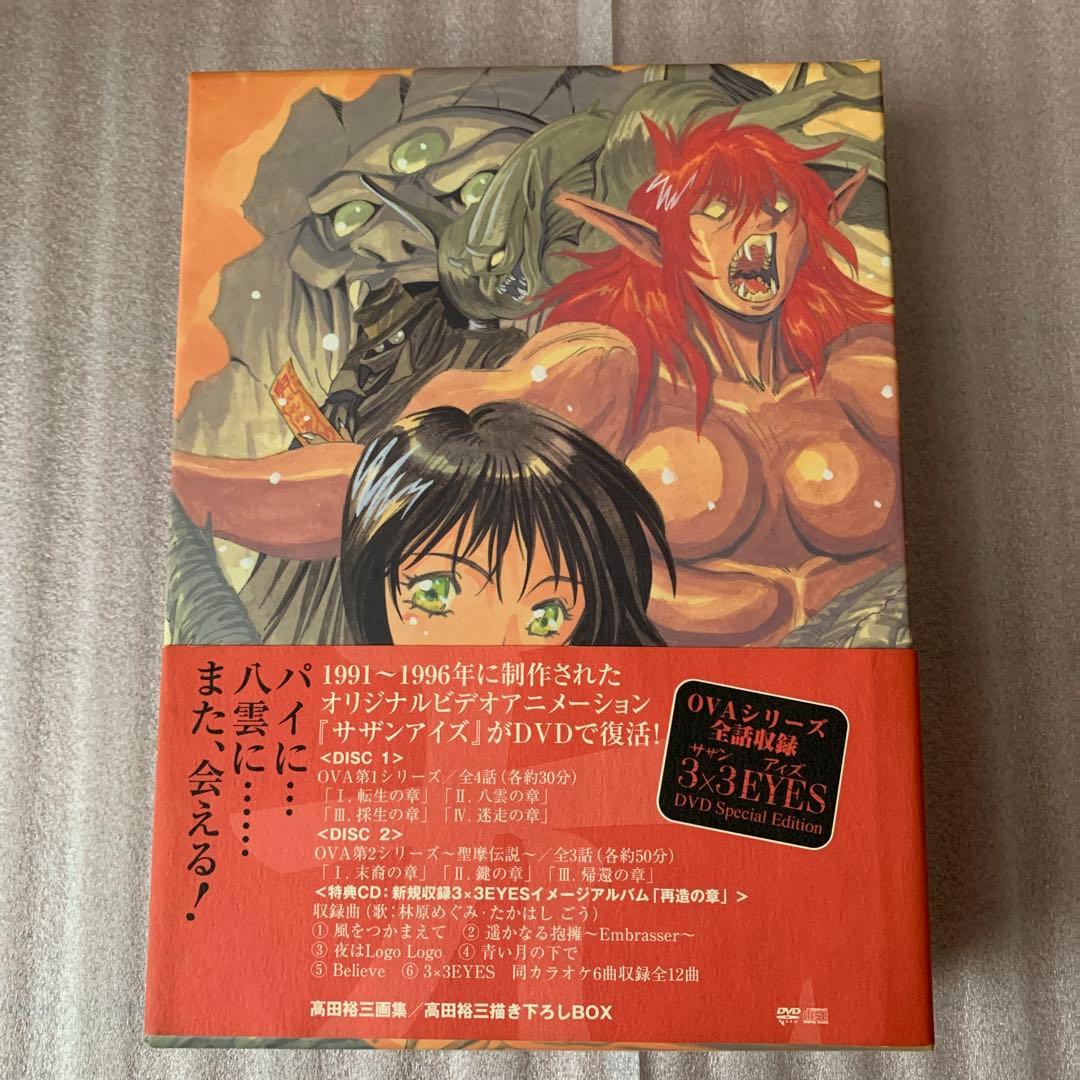 パイに…
八雲に………
また、会える！
1991～1996年に制作された
オリジナルビデオアニメーション
『サザンアイズ』がDVDで復活！
<DISC 1>
OVA第1シリーズ／全4話（各約30分）
「Ⅰ. 転生の章」「Ⅱ. 八雲の章」
「Ⅲ. 採生の章」「Ⅳ. 迷走の章」
<DISC 2>
OVA第2シリーズ～聖摩伝説～／全3話（各約50分）
「Ⅰ. 末裔の章」「Ⅱ. 鍵の章」「Ⅲ. 帰還の章」
<特典CD：新規収録3×3EYESイメージアルバム「再造の章」>
収録曲（歌：林原めぐみ・たかはし ごう）
① 風をつかまえて ② 遥かなる抱擁～Embrasser～
③ 夜はLogo Logo ④ 青い月の下で
⑤ Believe ⑥ 3×3EYES 同カラオケ6曲収録全12曲
高田裕三画集／高田裕三描き下ろしBOX
OVAシリーズ
全話収録
サザン アイズ
3×3EYES
DVD Special Edition
DVD
VIDEO
COMPACT
disc
DIGITAL AUDIO